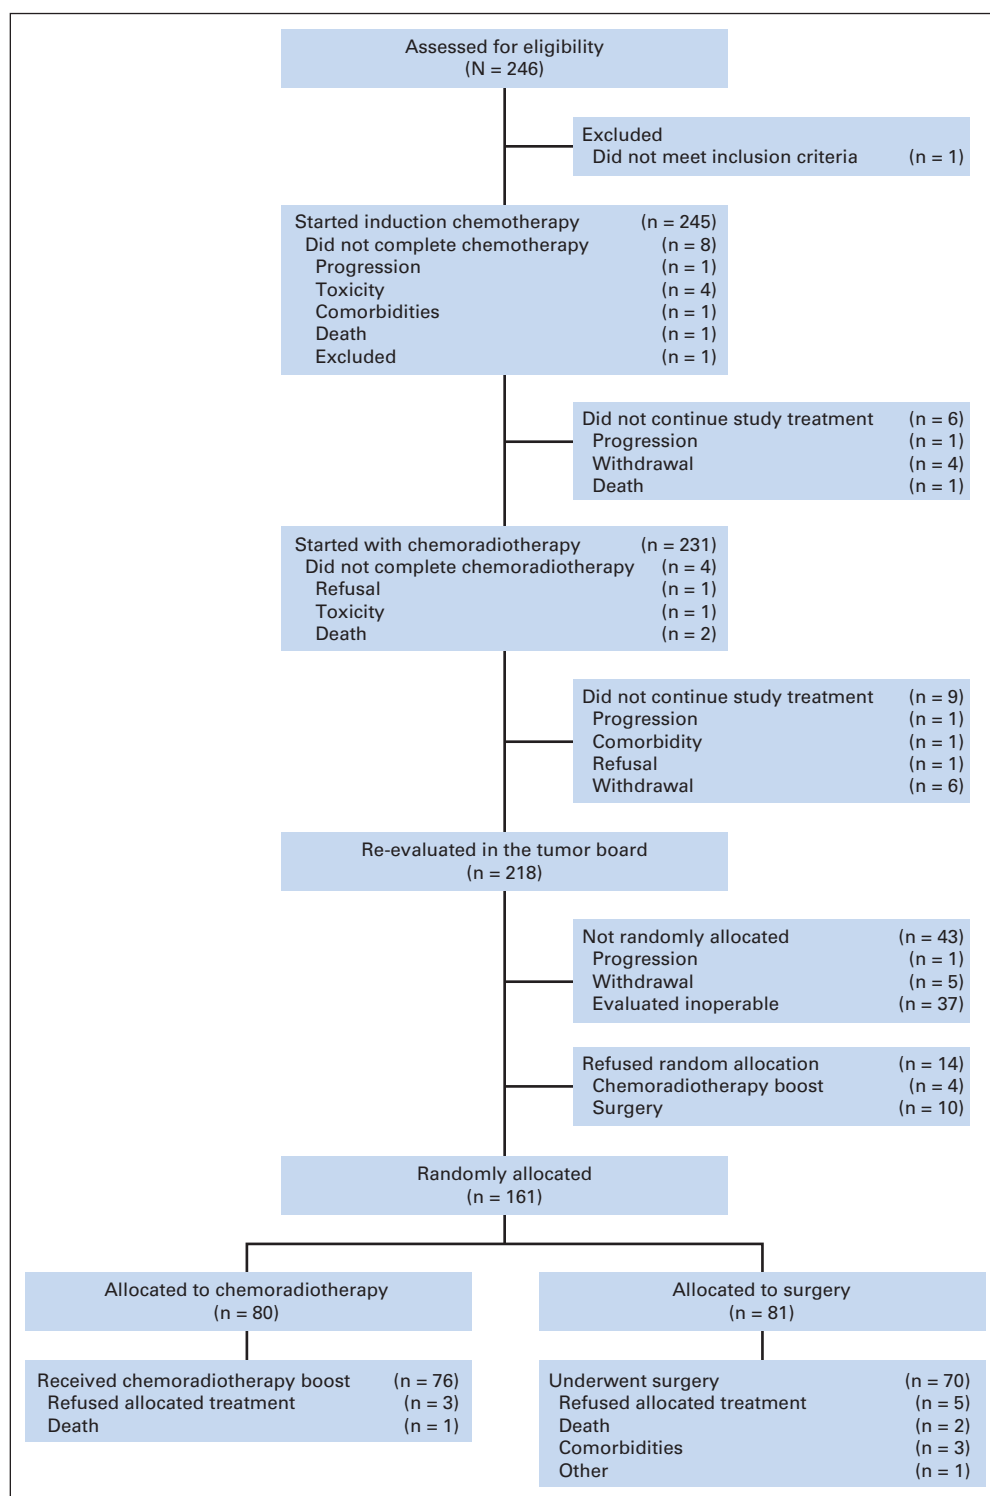 Assessed for eligibility
(N = 246)
Excluded
Did not meet inclusion criteria (n = 1)
Started induction chemotherapy (n = 245)
Did not complete chemotherapy (n = 8)
Progression (n = 1)
Toxicity (n = 4)
Comorbidities (n = 1)
Death (n = 1)
Excluded (n = 1)
Did not continue study treatment (n = 6)
Progression (n = 1)
Withdrawal (n = 4)
Death (n = 1)
Started with chemoradiotherapy (n = 231)
Did not complete chemoradiotherapy (n = 4)
Refusal (n = 1)
Toxicity (n = 1)
Death (n = 2)
Did not continue study treatment (n = 9)
Progression (n = 1)
Comorbidity (n = 1)
Refusal (n = 1)
Withdrawal (n = 6)
Re-evaluated in the tumor board
(n = 218)
Not randomly allocated (n = 43)
Progression (n = 1)
Withdrawal (n = 5)
Evaluated inoperable (n = 37)
Refused random allocation (n = 14)
Chemoradiotherapy boost (n = 4)
Surgery (n = 10)
Randomly allocated
(n = 161)
Allocated to chemoradiotherapy
(n = 80)
Received chemoradiotherapy boost (n = 76)
Refused allocated treatment (n = 3)
Death (n = 1)
Allocated to surgery
(n = 81)
Underwent surgery (n = 70)
Refused allocated treatment (n = 5)
Death (n = 2)
Comorbidities (n = 3)
Other (n = 1)